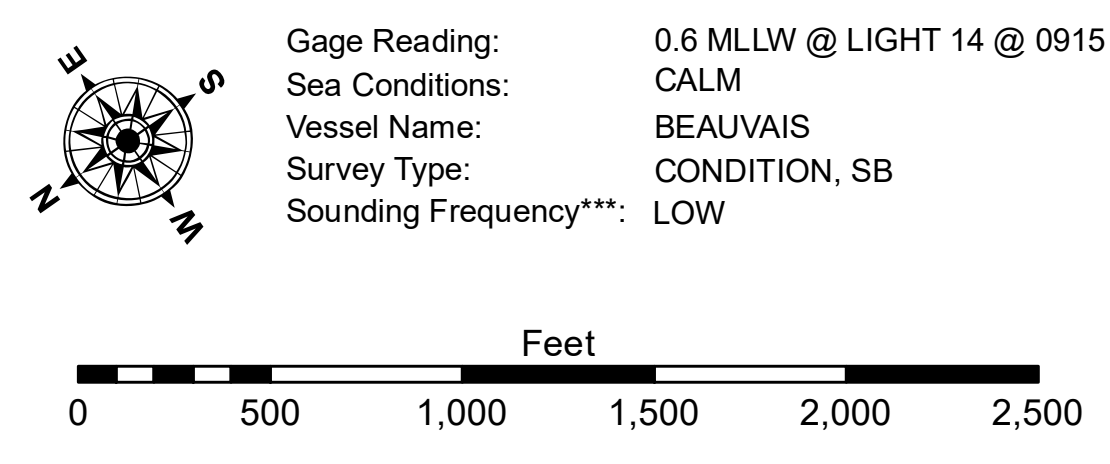 E
S
N
W
Gage Reading: 0.6 MLLW @ LIGHT 14 @ 0915
Sea Conditions: CALM
Vessel Name: BEAUVAIS
Survey Type: CONDITION, SB
Sounding Frequency***: LOW
Feet
0 500 1,000 1,500 2,000 2,500